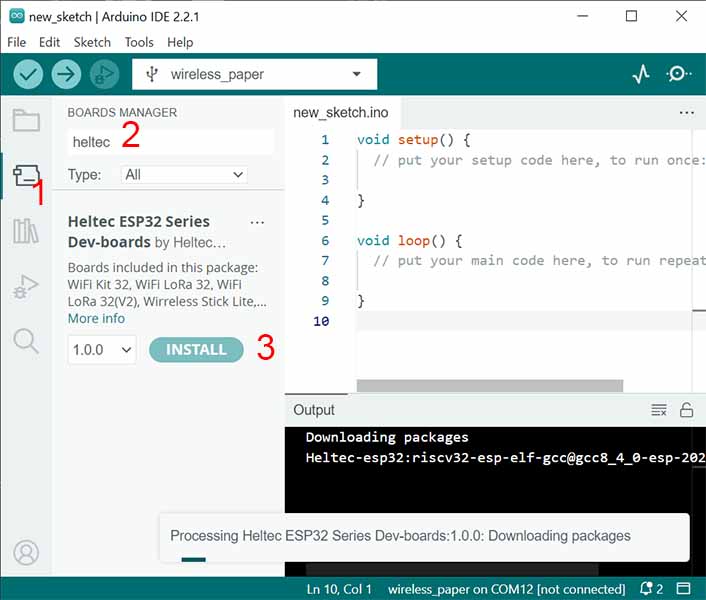 new_sketch | Arduino IDE 2.2.1
File Edit Sketch Tools Help
wireless_paper
BOARDS MANAGER
heltec
2
Type: All
1
Heltec ESP32 Series
Dev-boards by Heltec...
Boards included in this package:
WiFi Kit 32, WiFi LoRa 32, WiFi
LoRa 32(V2), Wirreless Stick Lite,...
More info
1.0.0 INSTALL 3
new_sketch.ino
1 void setup() {
2 // put your setup code here, to run once:
3
4 }
5
6 void loop() {
7 // put your main code here, to run repeat
8
9 }
10
Output
Downloading packages
Heltec-esp32:riscv32-esp-elf-gcc@gcc8_4_0-esp-202
Processing Heltec ESP32 Series Dev-boards:1.0.0: Downloading packages
Ln 10, Col 1 wireless_paper on COM12 [not connected] 2